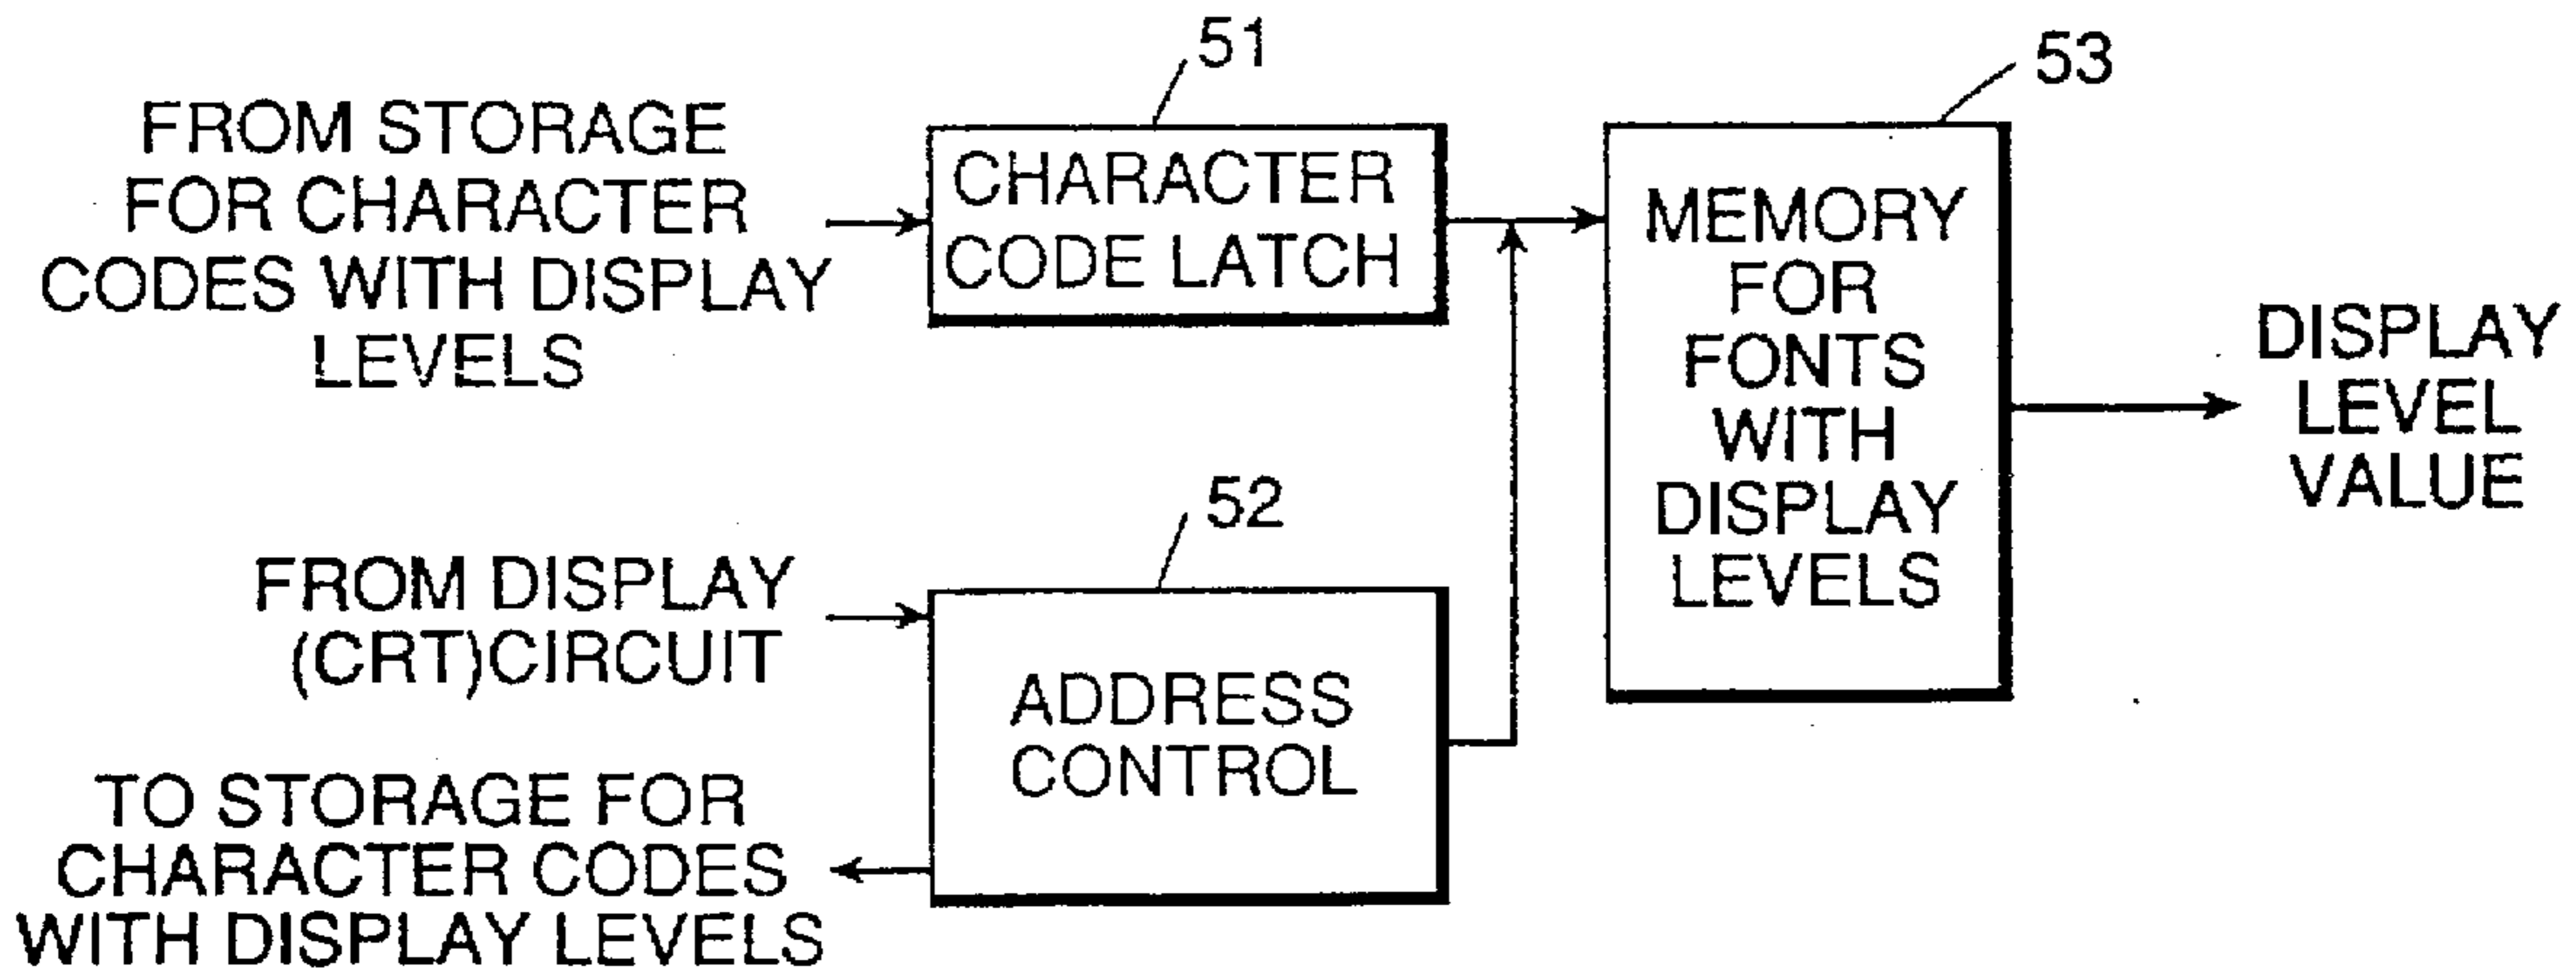 51
53
FROM STORAGE
FOR CHARACTER
CODES WITH DISPLAY
LEVELS
CHARACTER
CODE LATCH
MEMORY
FOR
FONTS
WITH
DISPLAY
LEVELS
DISPLAY
LEVEL
VALUE
52
FROM DISPLAY
(CRT)CIRCUIT
ADDRESS
CONTROL
TO STORAGE FOR
CHARACTER CODES
WITH DISPLAY LEVELS